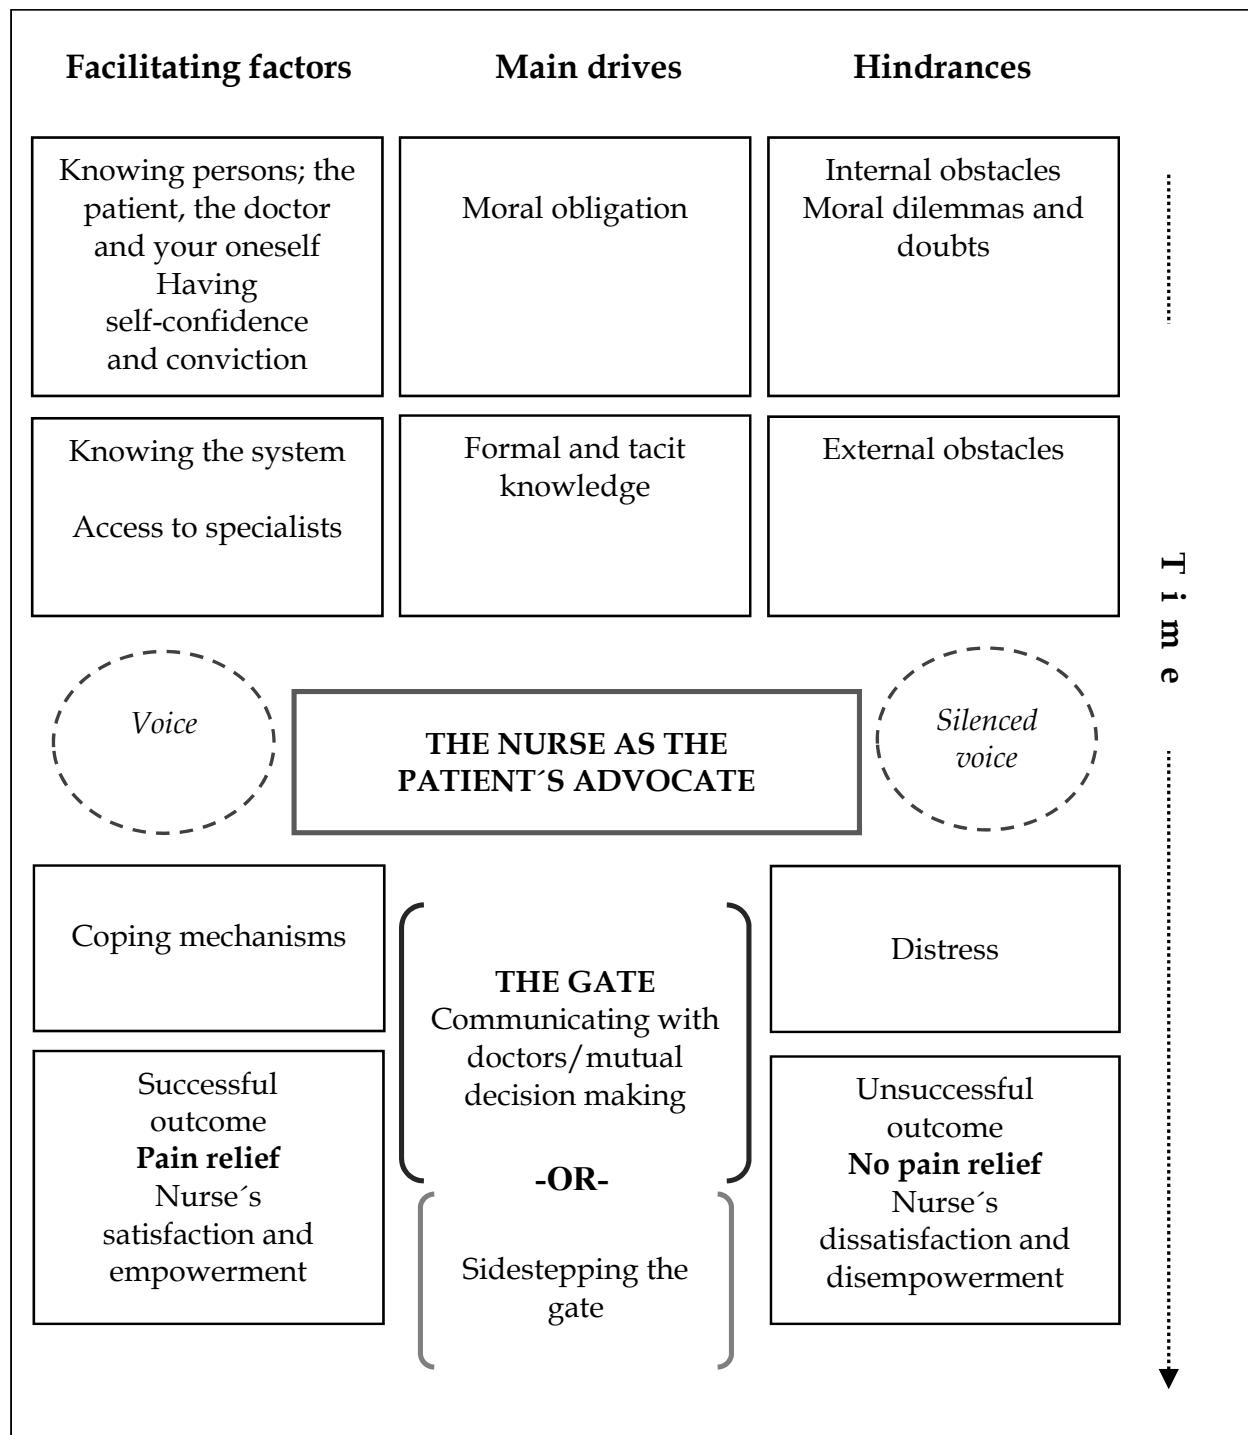 Facilitating factors
Main drives
Hindrances
Knowing persons; the
patient, the doctor
and your oneself
Having
self-confidence
and conviction
Moral obligation
Internal obstacles
Moral dilemmas and
doubts
Knowing the system
Access to specialists
Formal and tacit
knowledge
External obstacles
Time
Voice
THE NURSE AS THE
PATIENT´S ADVOCATE
Silenced
voice
Coping mechanisms
THE GATE
Communicating with
doctors/mutual
decision making
Distress
Successful
outcome
Pain relief
Nurse´s
satisfaction and
empowerment
-OR-
Sidestepping the
gate
Unsuccessful
outcome
No pain relief
Nurse´s
dissatisfaction and
disempowerment